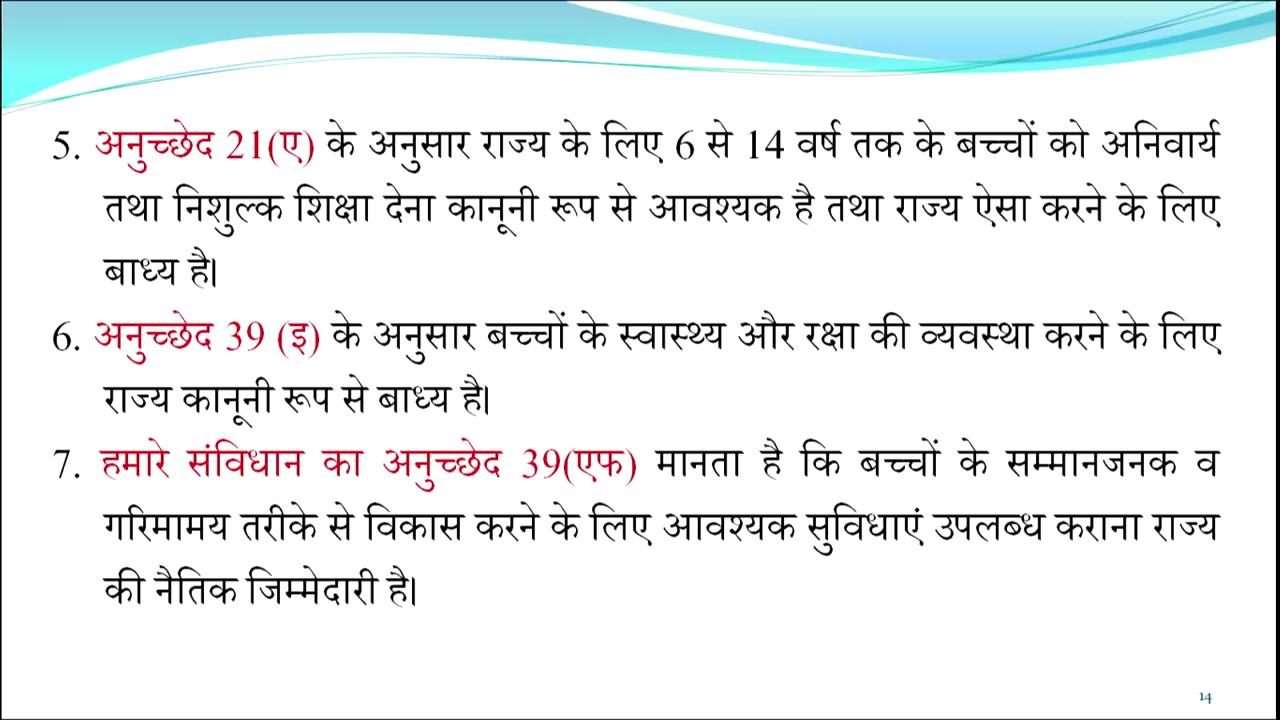 5. अनुच्छेद 21(ए) के अनुसार राज्य के लिए 6 से 14 वर्ष तक के बच्चों को अनिवार्य
तथा निशुल्क शिक्षा देना कानूनी रूप से आवश्यक है तथा राज्य ऐसा करने के लिए
बाध्य है।
6. अनुच्छेद 39 (इ) के अनुसार बच्चों के स्वास्थ्य और रक्षा की व्यवस्था करने के लिए
राज्य कानूनी रूप से बाध्य है।
7. हमारे संविधान का अनुच्छेद 39(एफ) मानता है कि बच्चों के सम्मानजनक व
गरिमामय तरीके से विकास करने के लिए आवश्यक सुविधाएं उपलब्ध कराना राज्य
की नैतिक जिम्मेदारी है।
14